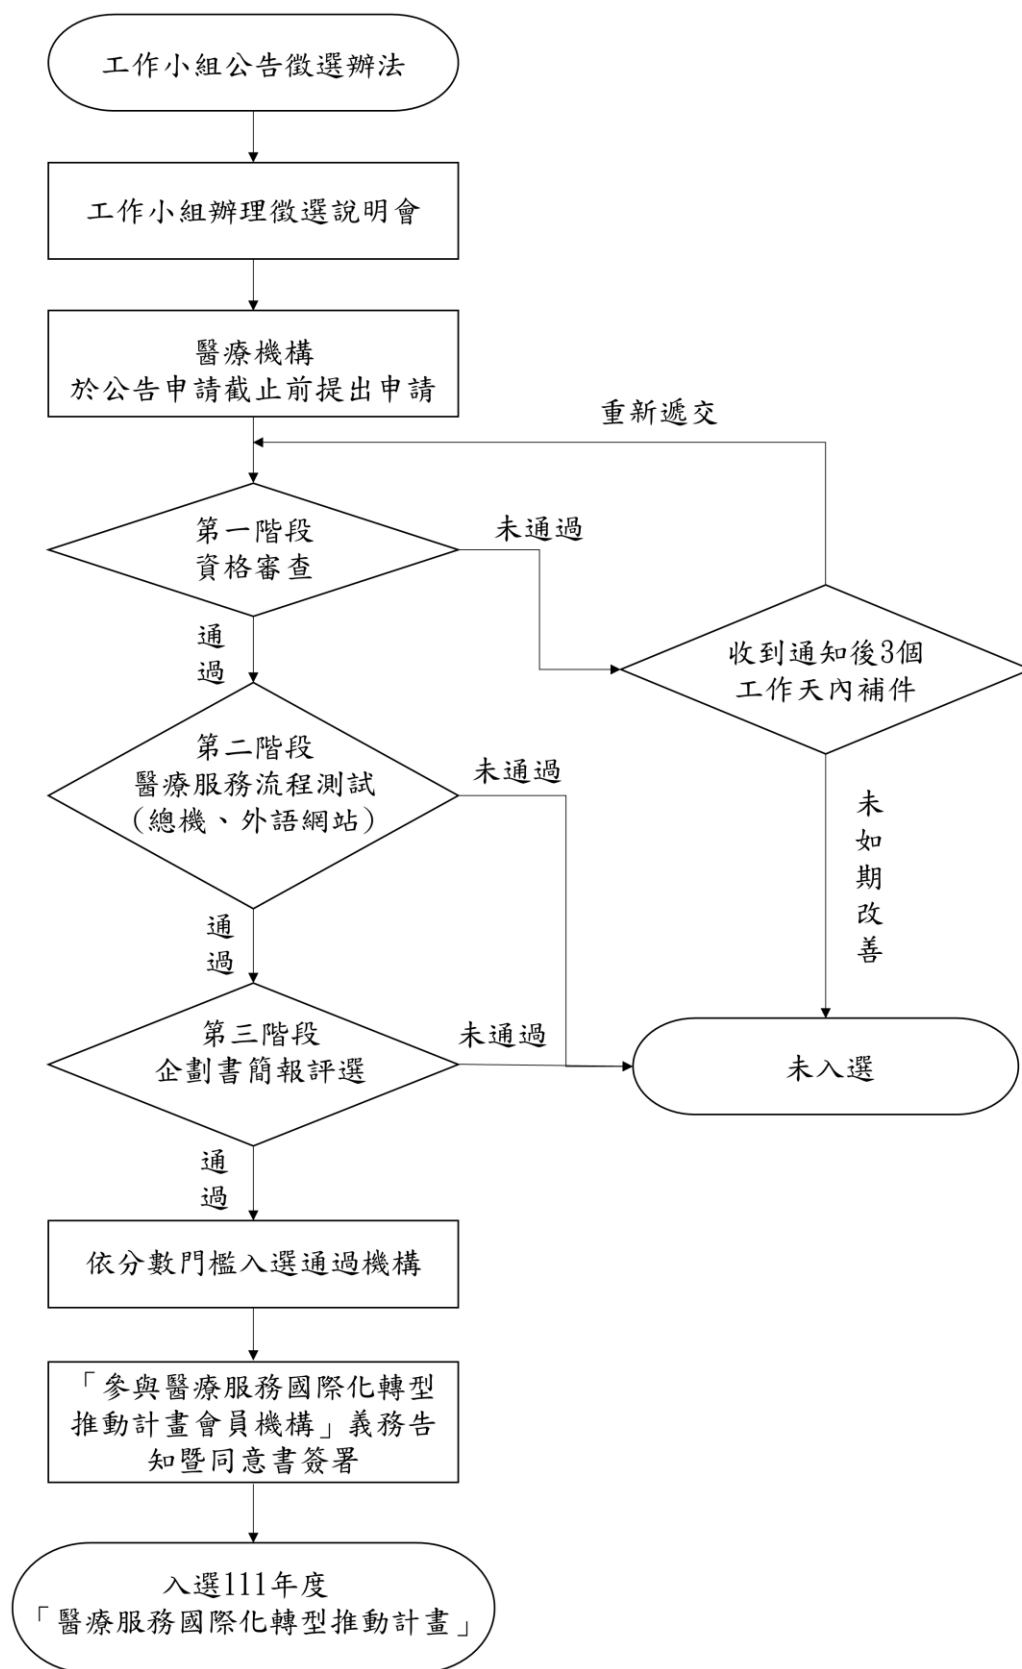 工作小組公告徵選辦法
工作小組辦理徵選說明會
醫療機構
於公告申請截止前提出申請
重新遞交
第一階段
資格審查
未通過
通
過
收到通知後3個
工作天內補件
第二階段
醫療服務流程測試
(總機、外語網站)
未通過
未
如
期
改
善
通
過
第三階段
企劃書簡報評選
未通過
未入選
通
過
依分數門檻入選通過機構
「參與醫療服務國際化轉型
推動計畫會員機構」義務告
知暨同意書簽署
入選111年度
「醫療服務國際化轉型推動計畫」